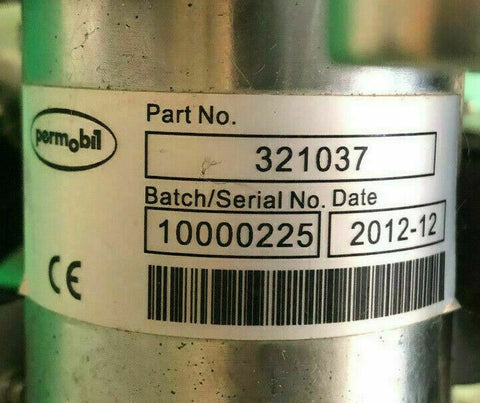 permobil
Part No.
321037
Batch/Serial No. Date
10000225 2012-12
CE